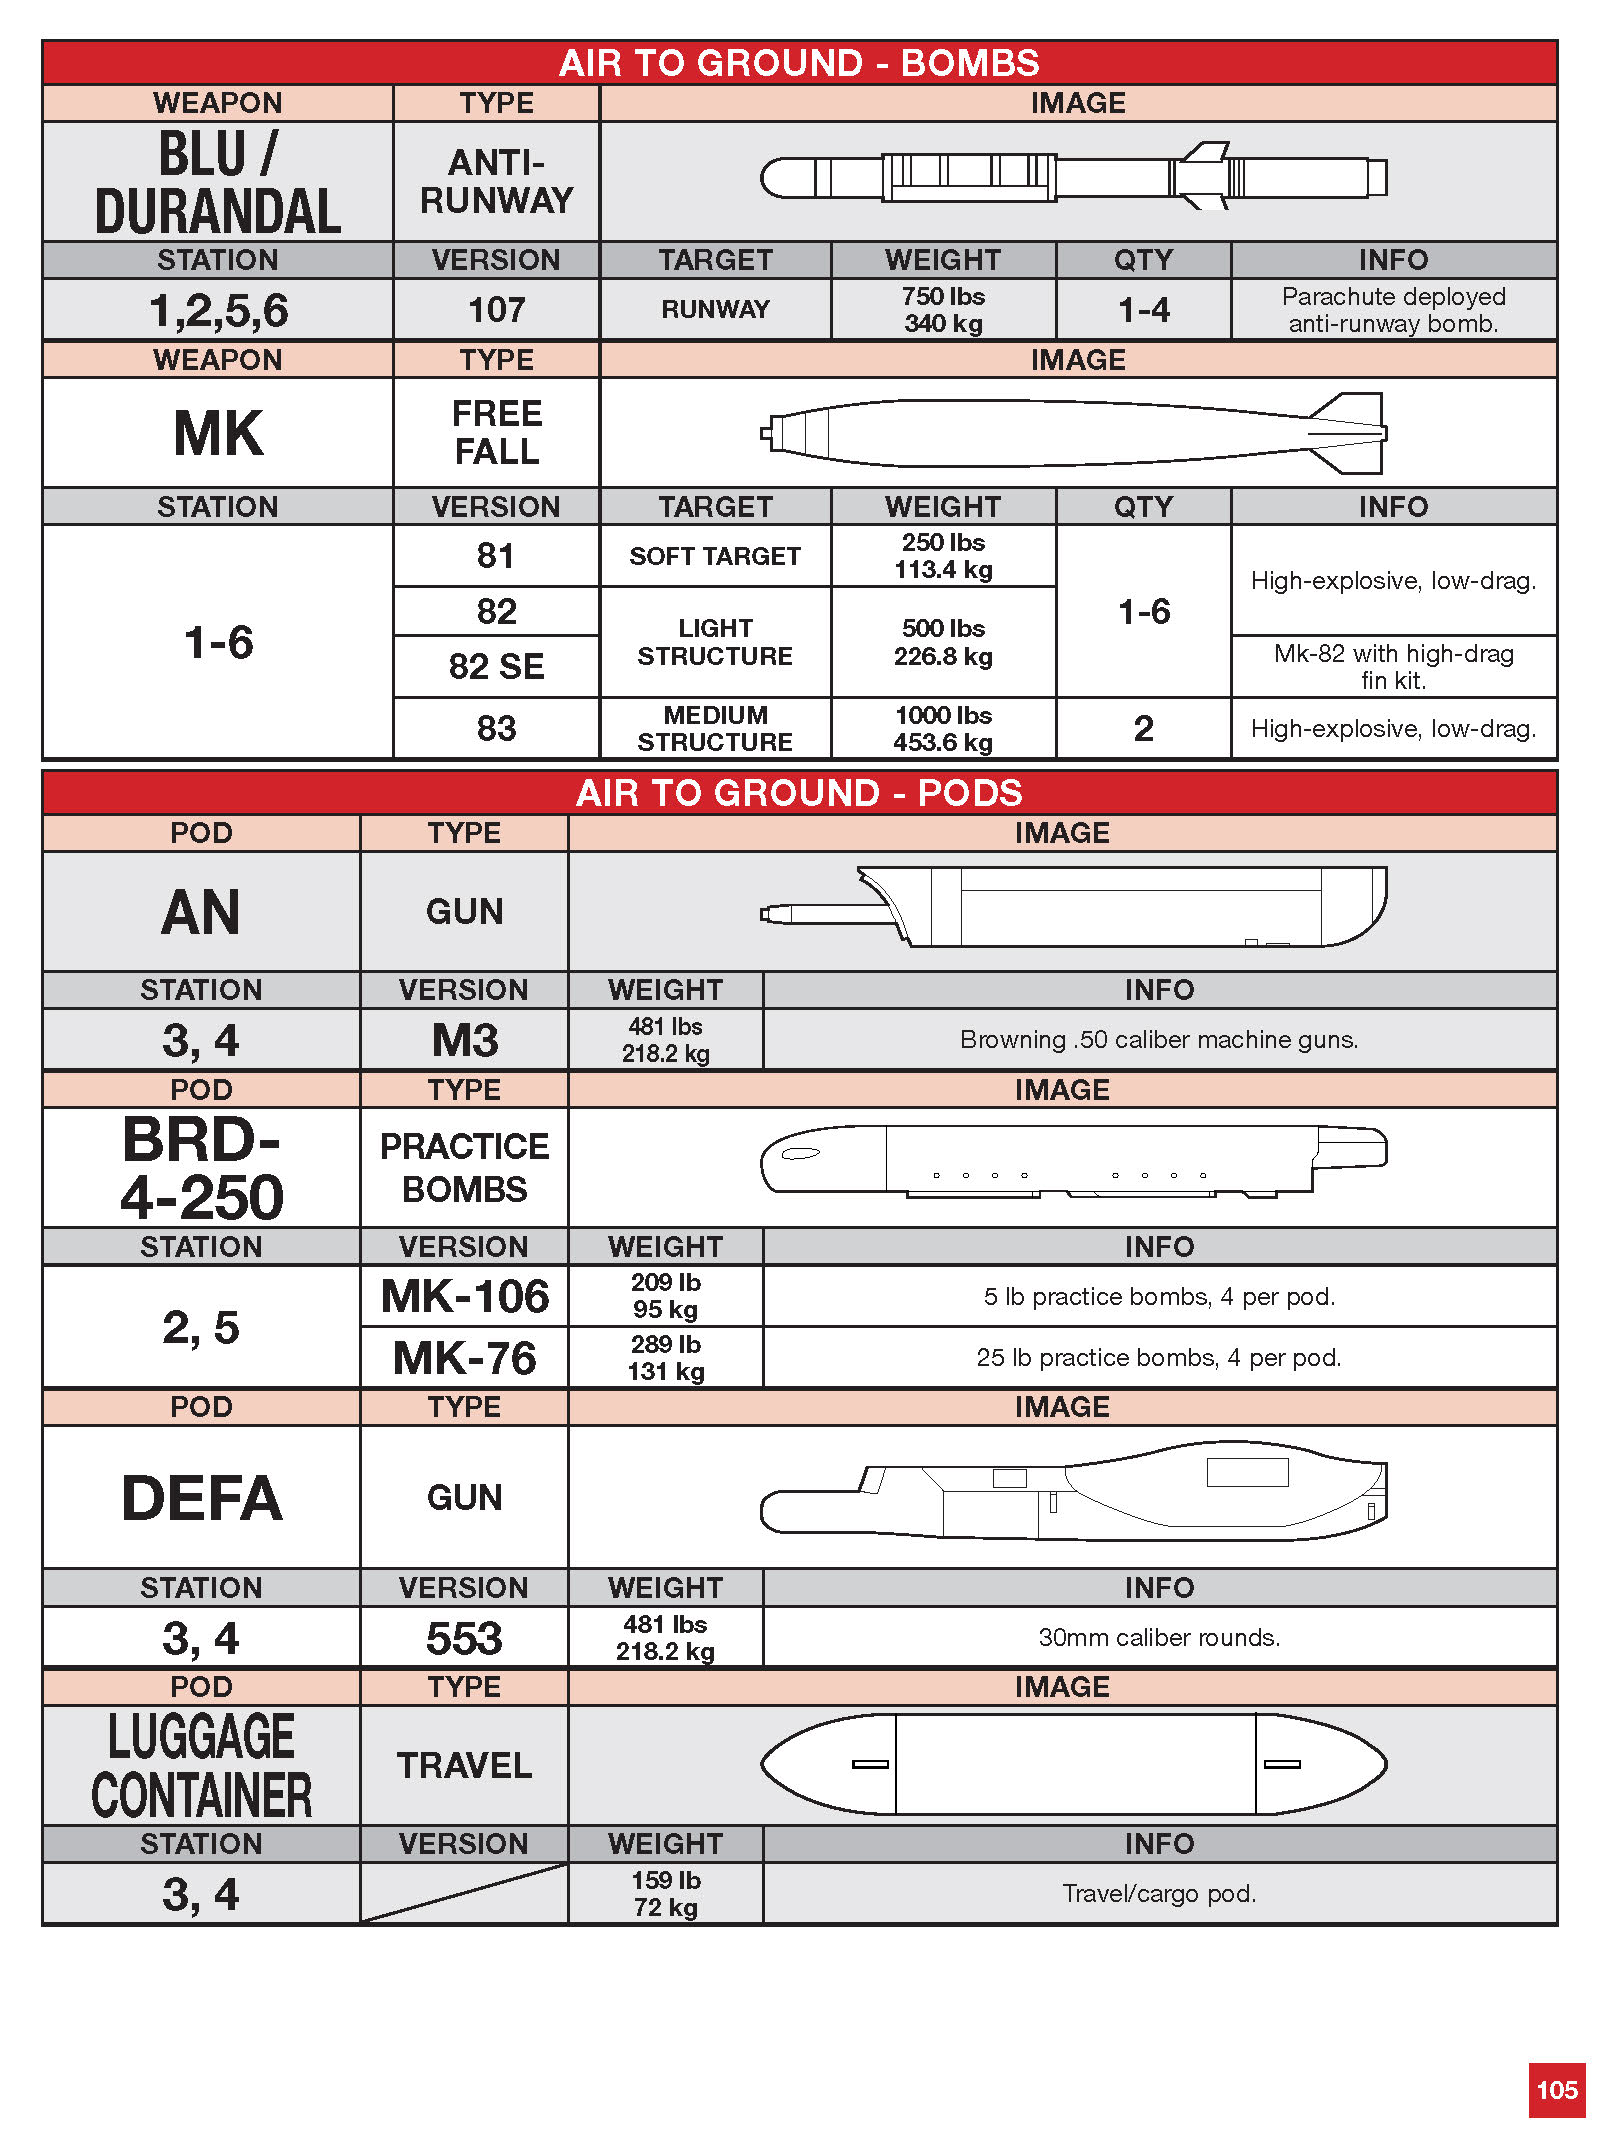 AIR TO GROUND - BOMBS
WEAPON TYPE IMAGE
BLU /
DURANDAL
ANTI-
RUNWAY
STATION VERSION TARGET WEIGHT QTY INFO
1,2,5,6 107 RUNWAY 750 lbs
340 kg
1-4 Parachute deployed
anti-runway bomb.
WEAPON TYPE IMAGE
MK
FREE
FALL
STATION VERSION TARGET WEIGHT QTY INFO
1-6
81 SOFT TARGET 250 lbs
113.4 kg
82
82 SE
LIGHT
STRUCTURE
500 lbs
226.8 kg
1-6
High-explosive, low-drag.
Mk-82 with high-drag
fin kit.
83 MEDIUM
STRUCTURE
1000 lbs
453.6 kg
2 High-explosive, low-drag.
AIR TO GROUND - PODS
POD TYPE IMAGE
AN GUN
STATION VERSION WEIGHT INFO
3, 4 M3 481 lbs
218.2 kg
Browning .50 caliber machine guns.
POD TYPE IMAGE
BRD-
4-250
PRACTICE
BOMBS
STATION VERSION WEIGHT INFO
2, 5
MK-106 209 lb
95 kg
5 lb practice bombs, 4 per pod.
MK-76 289 lb
131 kg
25 lb practice bombs, 4 per pod.
POD TYPE IMAGE
DEFA GUN
STATION VERSION WEIGHT INFO
3, 4 553 481 lbs
218.2 kg
30mm caliber rounds.
POD TYPE IMAGE
LUGGAGE
CONTAINER
TRAVEL
STATION VERSION WEIGHT INFO
3, 4 159 lb
72 kg
Travel/cargo pod.
105